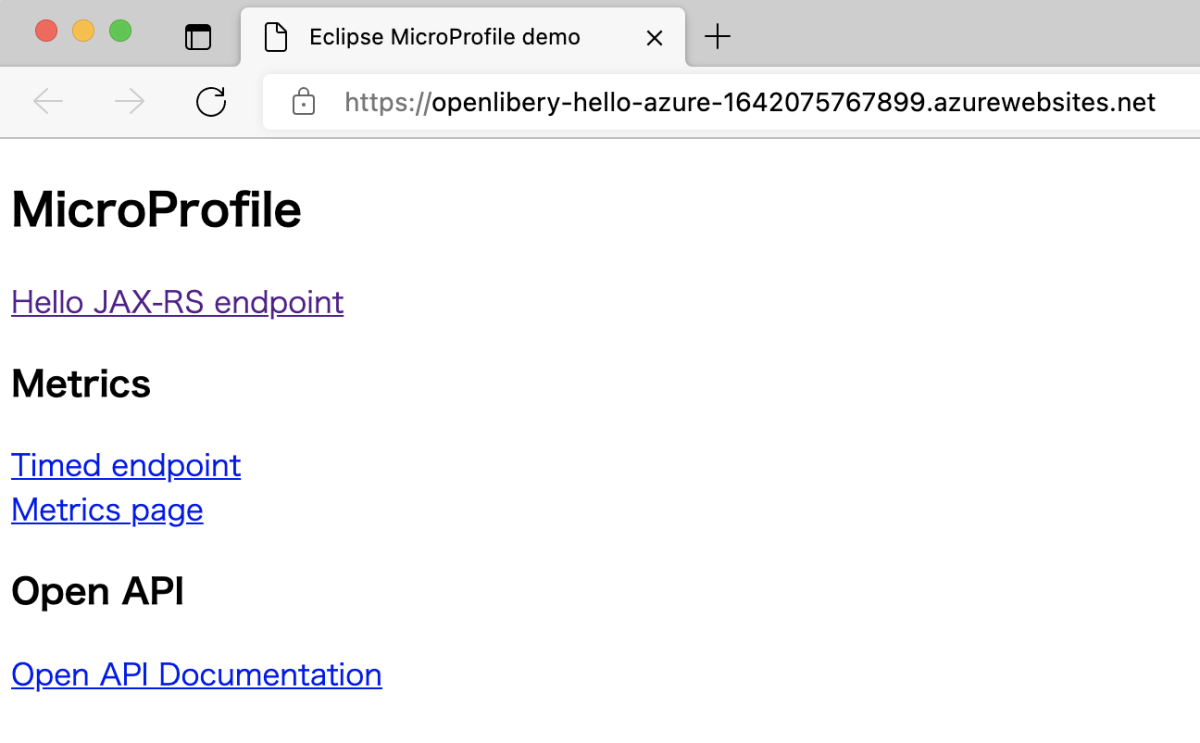 Eclipse MicroProfile demo
https://openlibery-hello-azure-1642075767899.azurewebsites.net
MicroProfile
Hello JAX-RS endpoint
Metrics
Timed endpoint
Metrics page
Open API
Open API Documentation